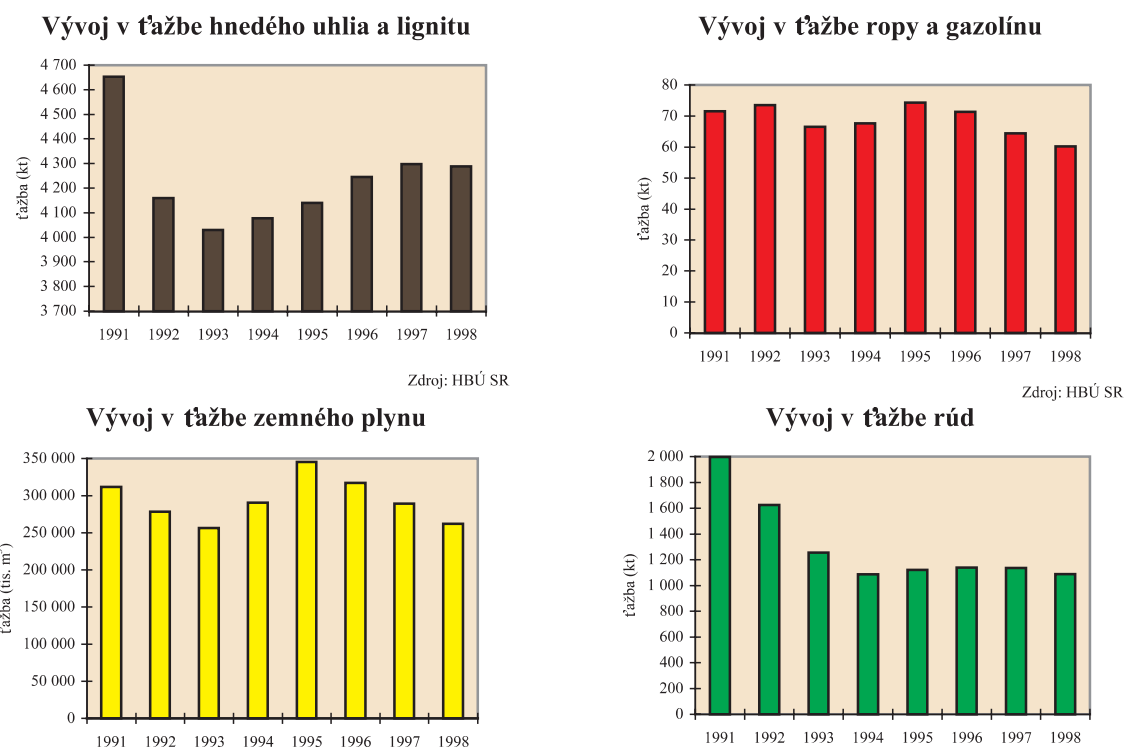 Vývoj v ťažbe hnedého uhlia a lignitu
4 700
4 600
4 500
4 400
4 300
4 200
4 100
4 000
3 900
3 800
3 700
ťažba (kt)
1991 1992 1993 1994 1995 1996 1997 1998
Zdroj: HBÚ SR
Vývoj v ťažbe ropy a gazolínu
80
70
60
50
40
30
20
10
0
ťažba (kt)
1991 1992 1993 1994 1995 1996 1997 1998
Zdroj: HBÚ SR
Vývoj v ťažbe zemného plynu
350 000
300 000
250 000
200 000
150 000
100 000
50 000
0
ťažba (tis. m³)
1991 1992 1993 1994 1995 1996 1997 1998
Vývoj v ťažbe rúd
2 000
1 800
1 600
1 400
1 200
1 000
800
600
400
200
0
ťažba (kt)
1991 1992 1993 1994 1995 1996 1997 1998